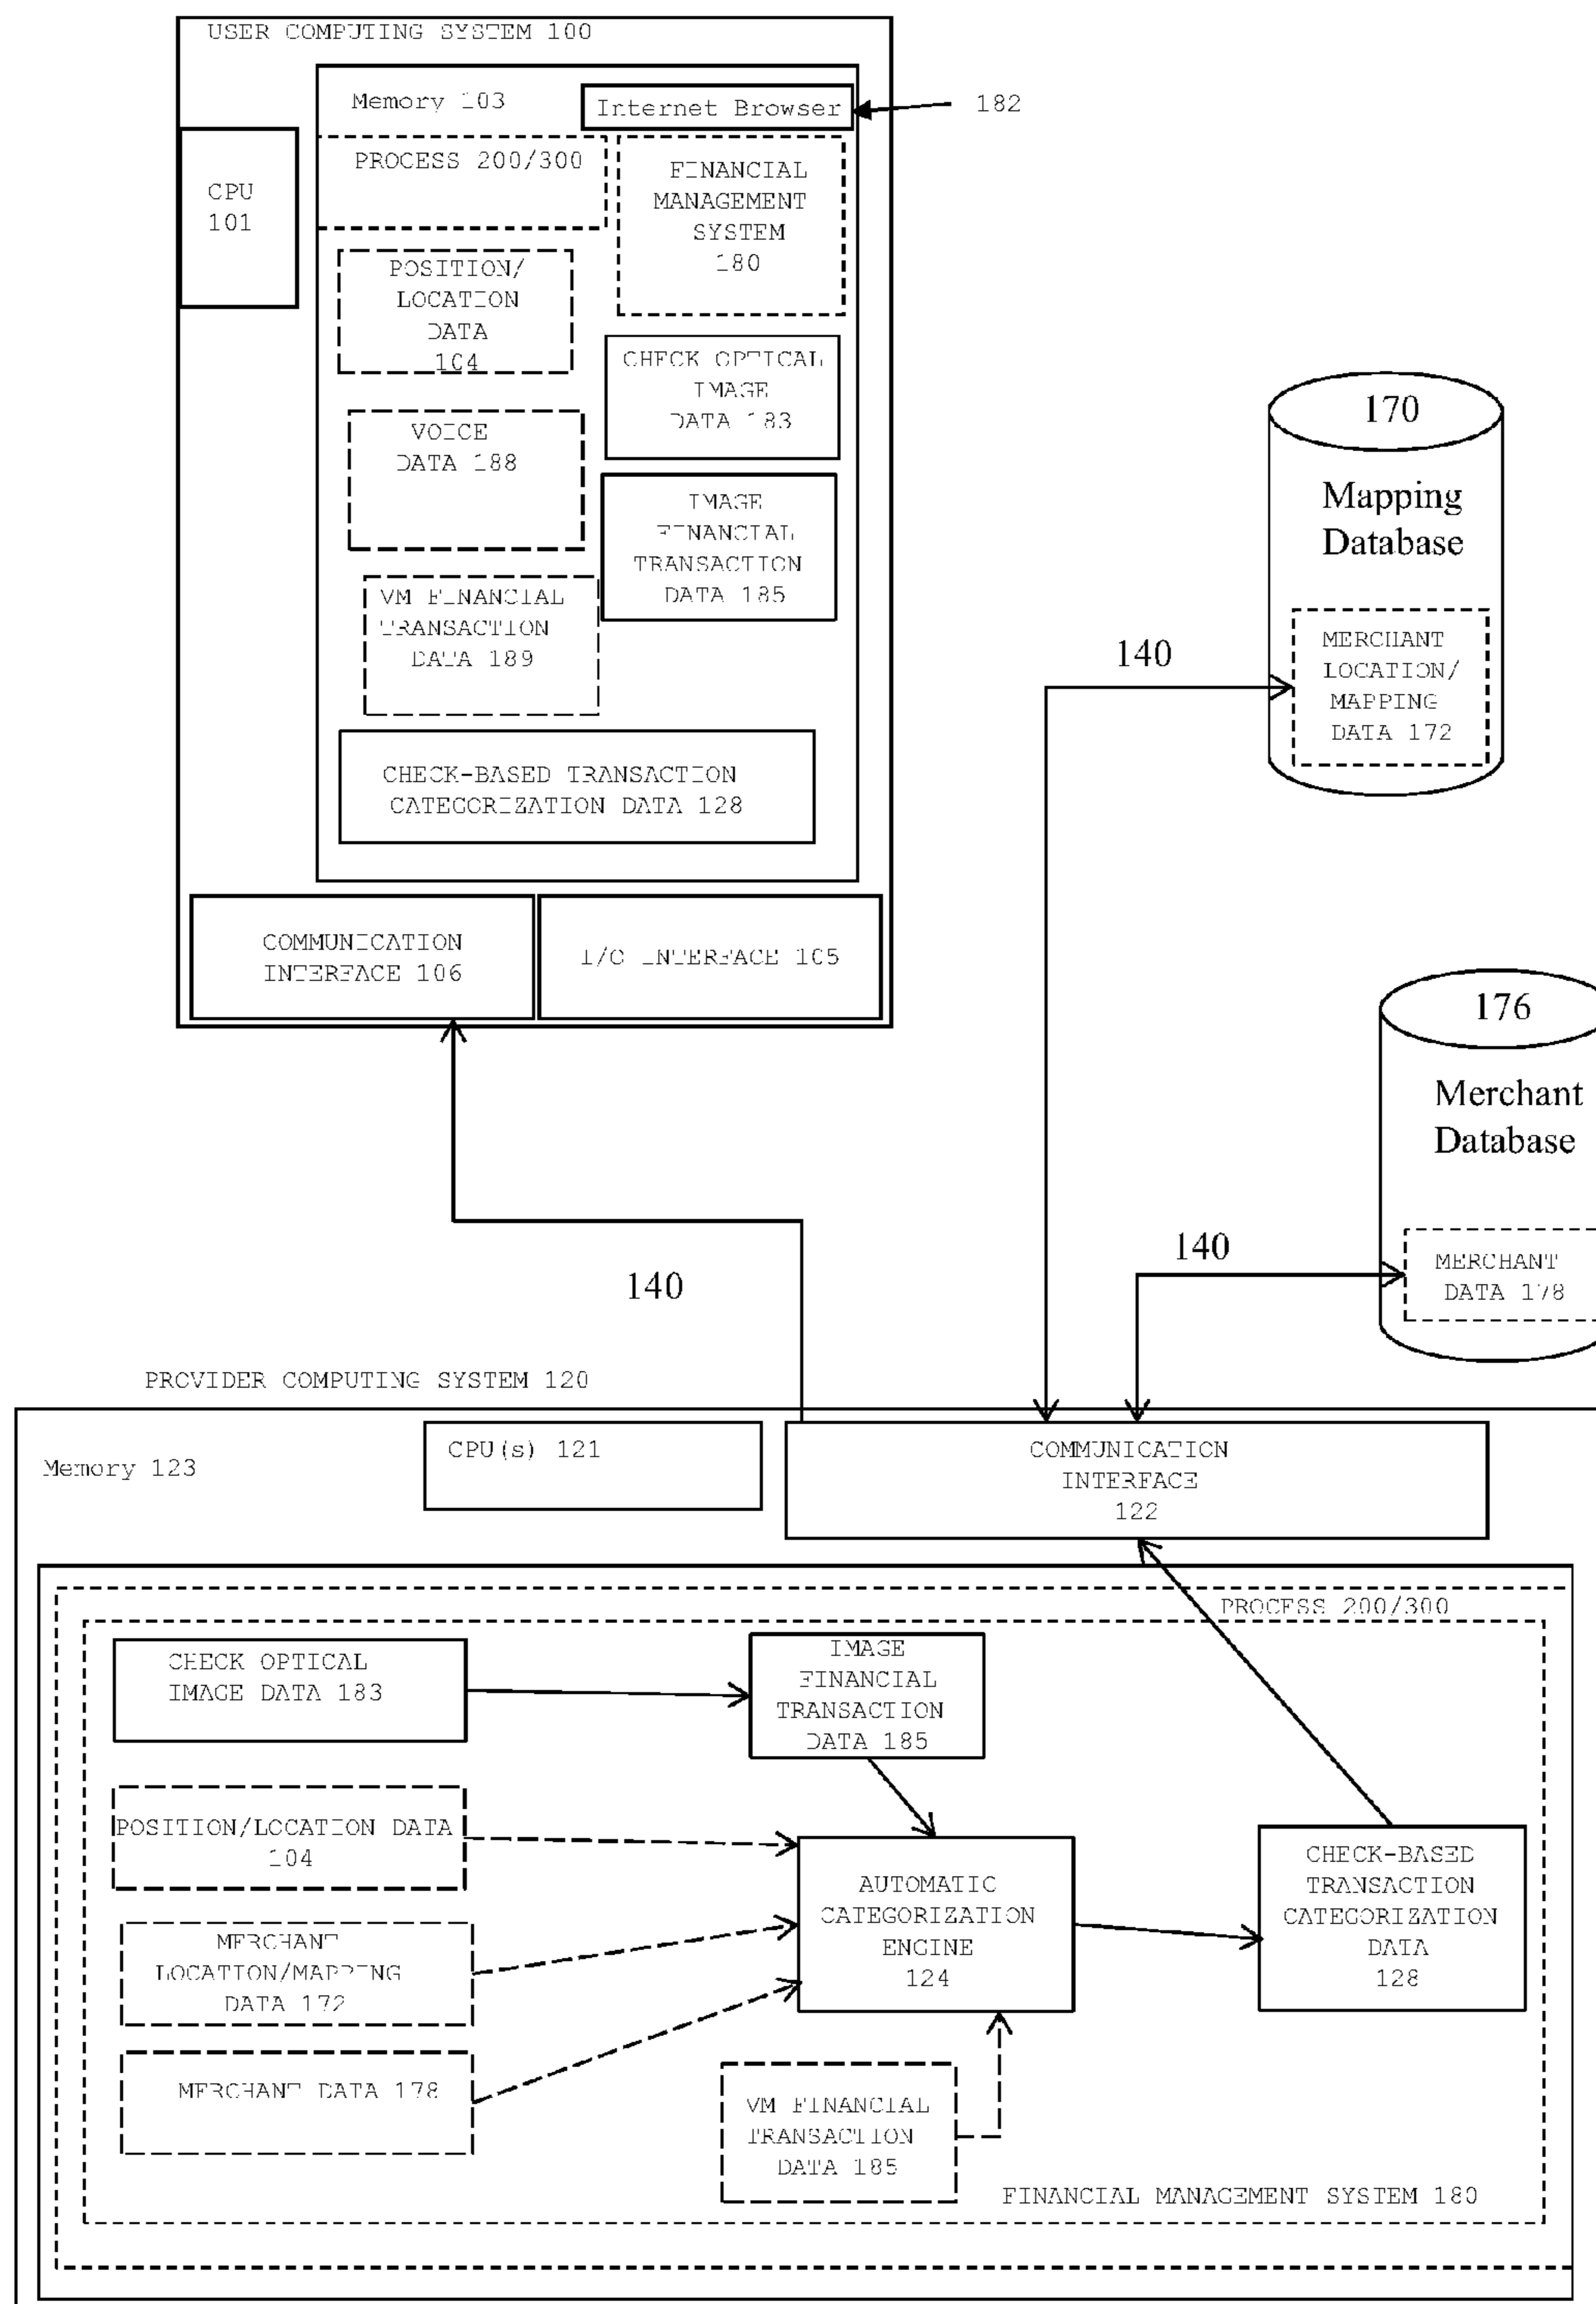 USER COMPUTING SYSTEM 100
Memory 103
Internet Browser
182
PROCESS 200/300
FINANCIAL
MANAGEMENT
SYSTEM
180
CPU
101
POSITION/
LOCATION
DATA
104
CHECK OPTICAL
IMAGE
DATA 183
VOICE
DATA 188
IMAGE
FINANCIAL
TRANSACTION
DATA 185
VM FINANCIAL
TRANSACTION
DATA 189
CHECK-BASED TRANSACTION
CATEGORIZATION DATA 128
COMMUNICATION
INTERFACE 106
I/O INTERFACE 105
170
Mapping
Database
MERCHANT
LOCATION/
MAPPING
DATA 172
140
176
Merchant
Database
MERCHANT
DATA 178
140
140
PROVIDER COMPUTING SYSTEM 120
Memory 123
CPU(s) 121
COMMUNICATION
INTERFACE
122
PROCESS 200/300
CHECK OPTICAL
IMAGE DATA 183
IMAGE
FINANCIAL
TRANSACTION
DATA 185
POSITION/LOCATION DATA
104
MERCHANT
LOCATION/MAPPING
DATA 172
MERCHANT DATA 178
AUTOMATIC
CATEGORIZATION
ENGINE
124
CHECK-BASED
TRANSACTION
CATEGORIZATION
DATA
128
VM FINANCIAL
TRANSACTION
DATA 185
FINANCIAL MANAGEMENT SYSTEM 180